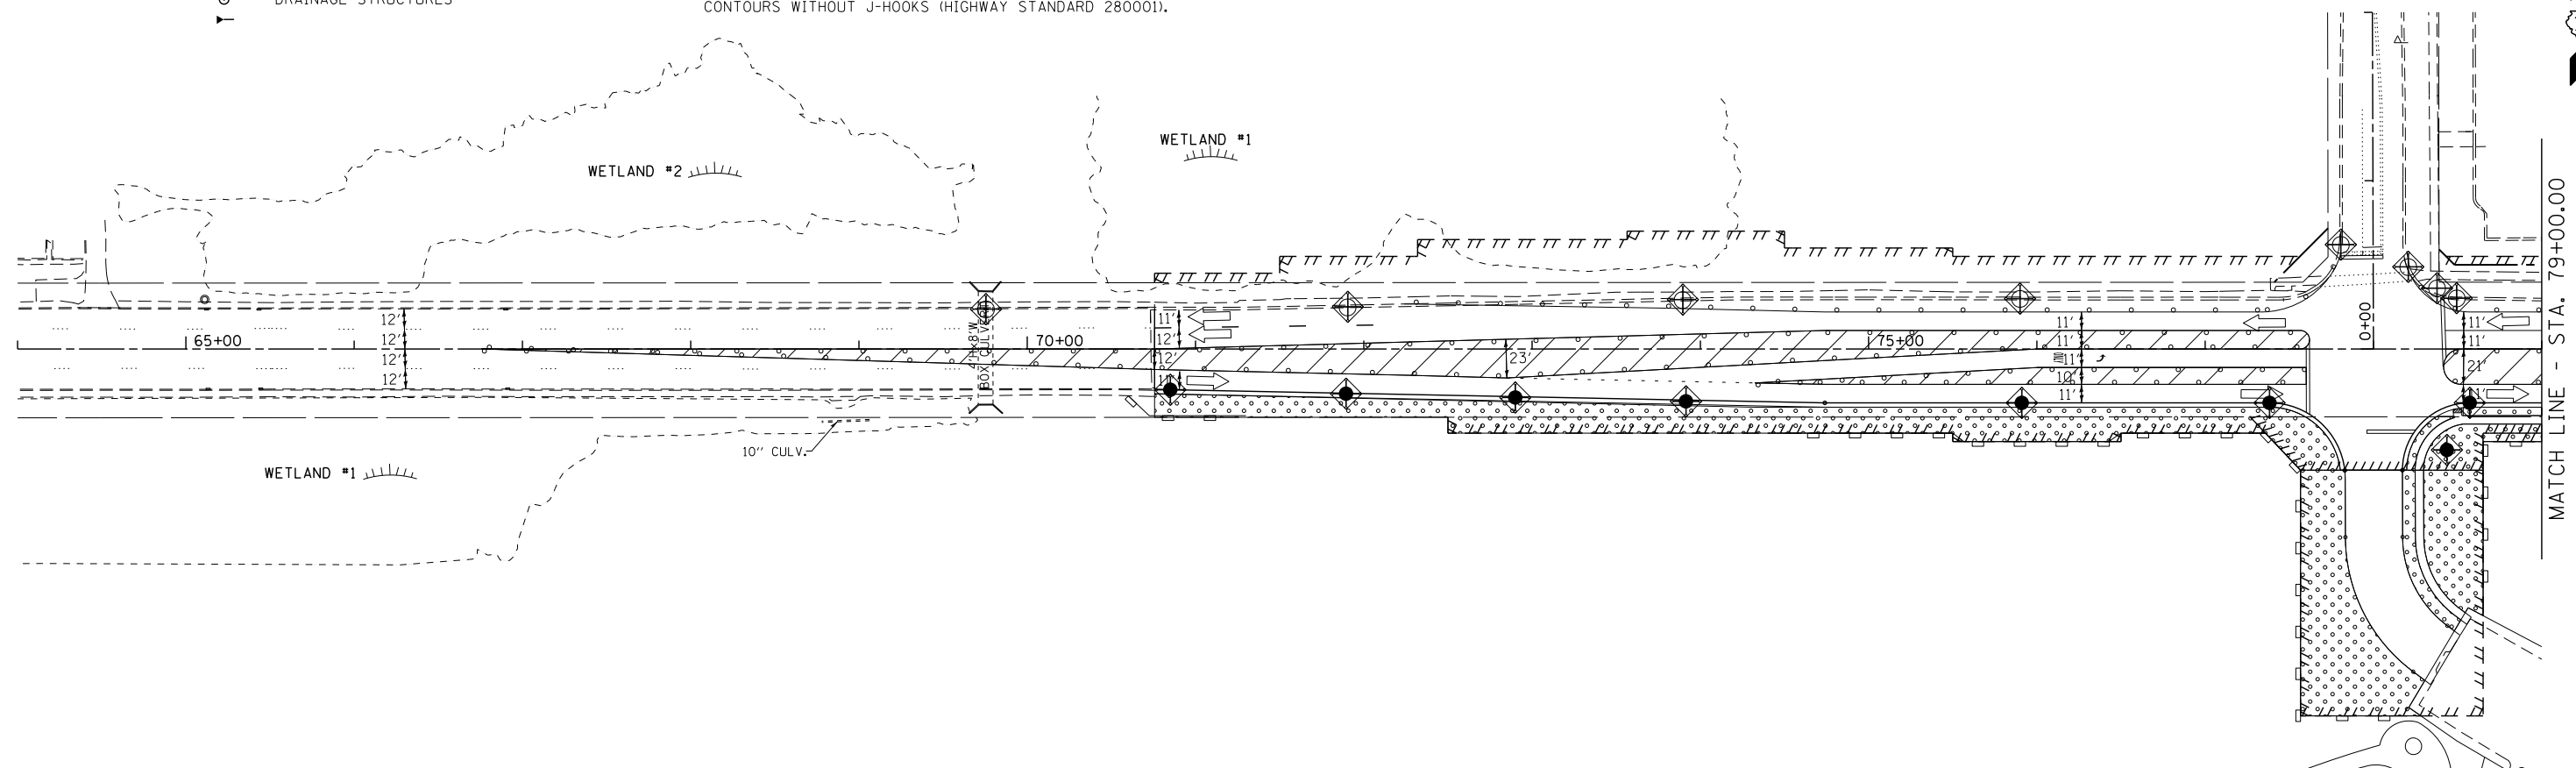 DRAINAGE STRUCTURES
CONTOURS WITHOUT J-HOOKS (HIGHWAY STANDARD 280001).
WETLAND #2
WETLAND #1
WETLAND #1
10" CULV.
65+00
70+00
75+00
0+00
12'
12'
12'
12'
11'
12'
12'
23'
11'
11'
11'
10'
11'
11'
11'
21'
MATCH LINE - STA. 79+00.00